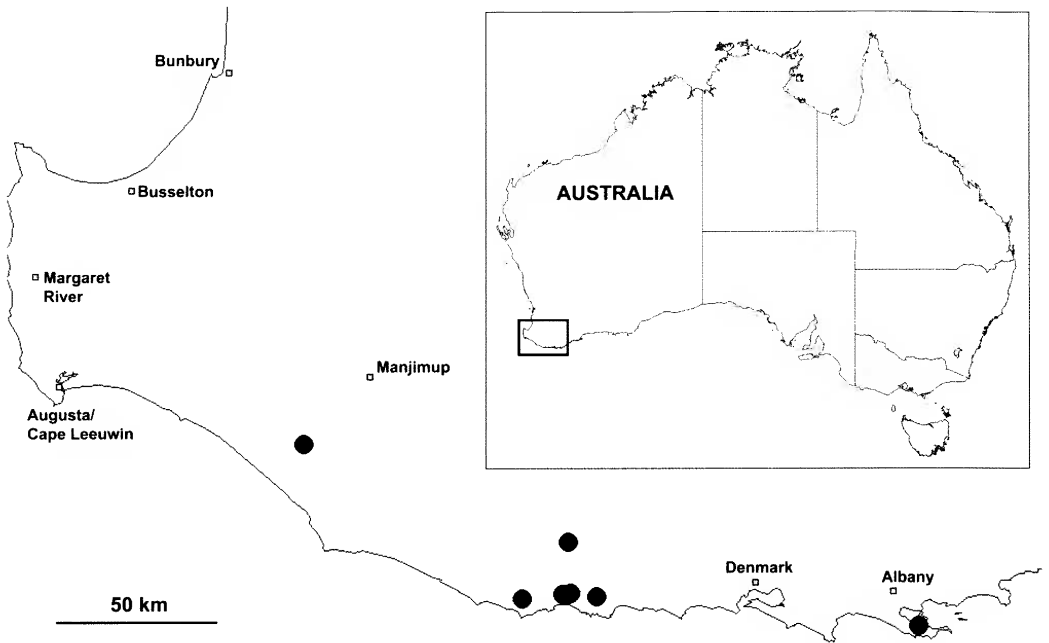 Bunbury
AUSTRALIA
Busselton
Margaret
River
Manjimup
Augusta/
Cape Leeuwin
Denmark
Albany
50 km